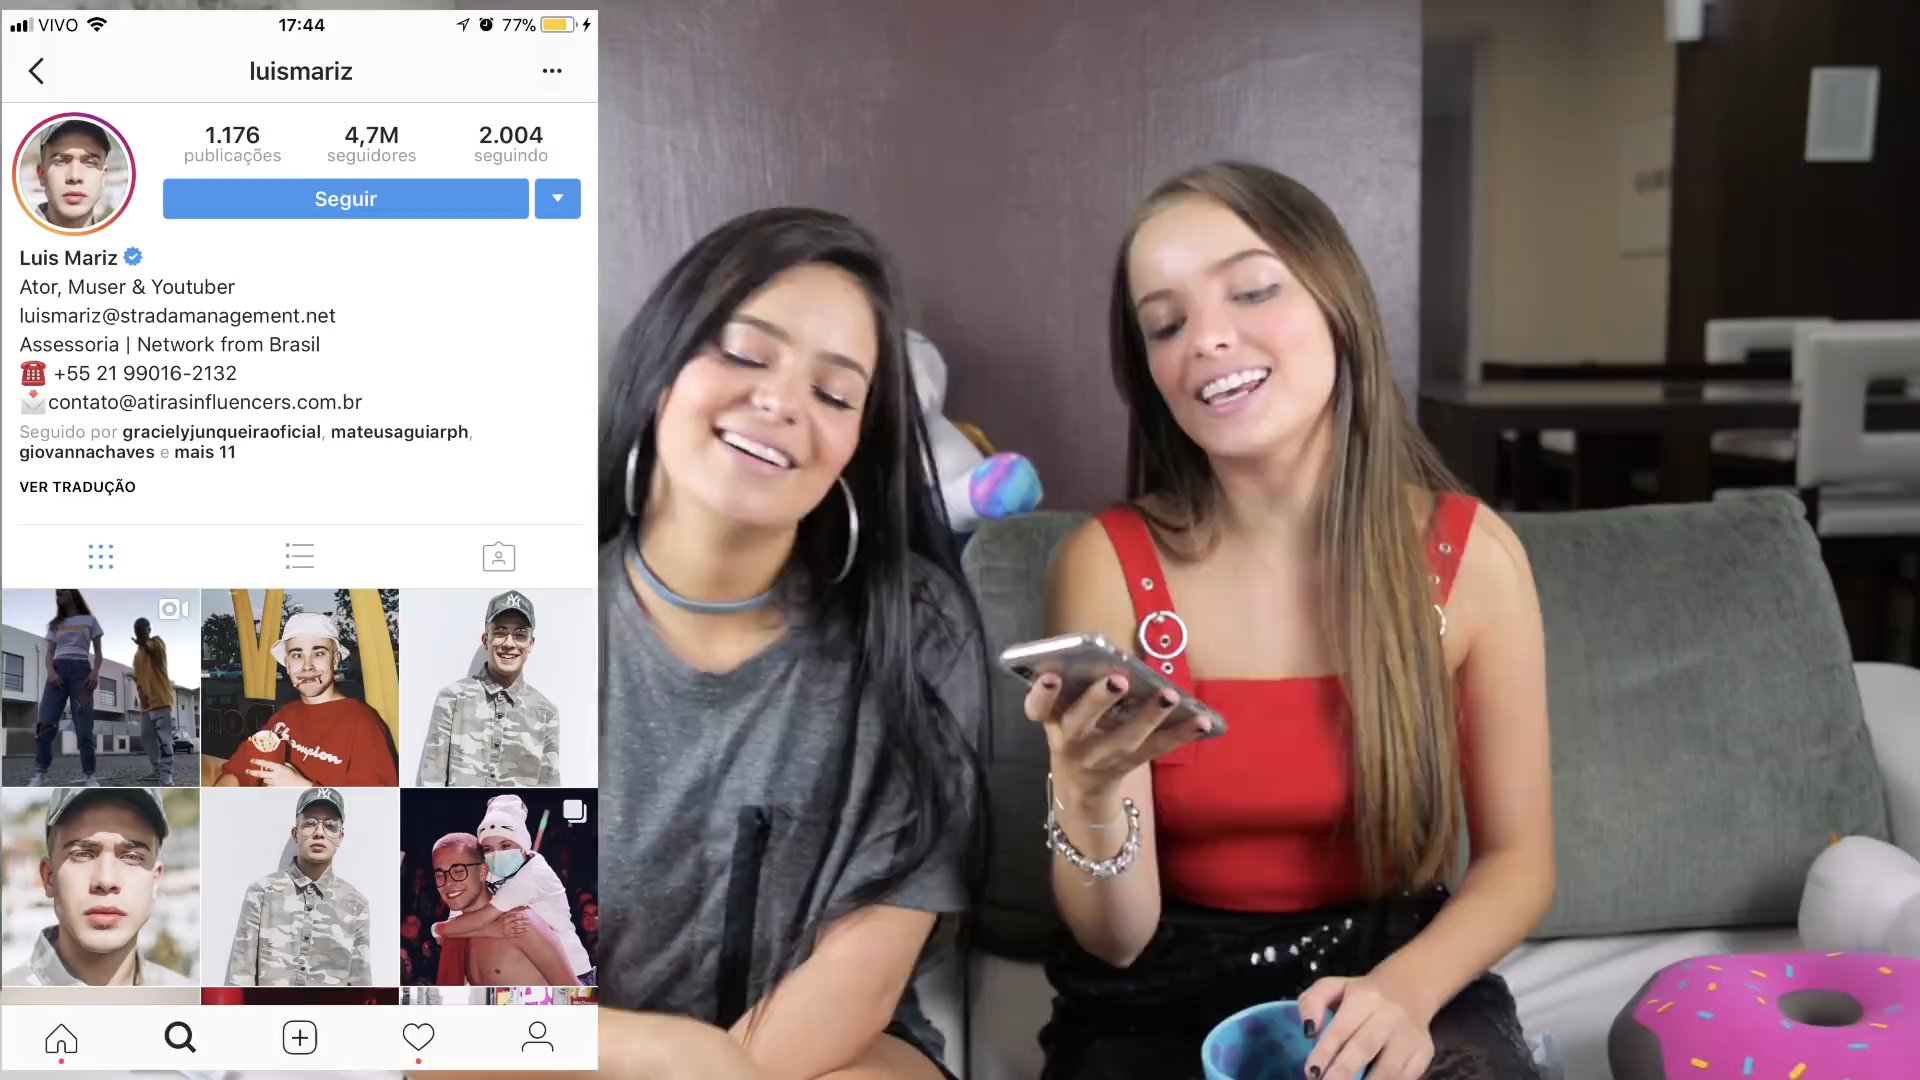 VIVO 17:44 77%
luismariz
1.176 4,7M 2.004
publicações seguidores seguindo
Seguir
Luis Mariz
Ator, Muser & Youtuber
luismariz@stradamanagement.net
Assessoria | Network from Brasil
+55 21 99016-2132
contato@atirasinfluencers.com.br
Seguido por gracielyjunqueiraoficial, mateusaguiarph,
giovannachaves e mais 11
VER TRADUÇÃO
Champion